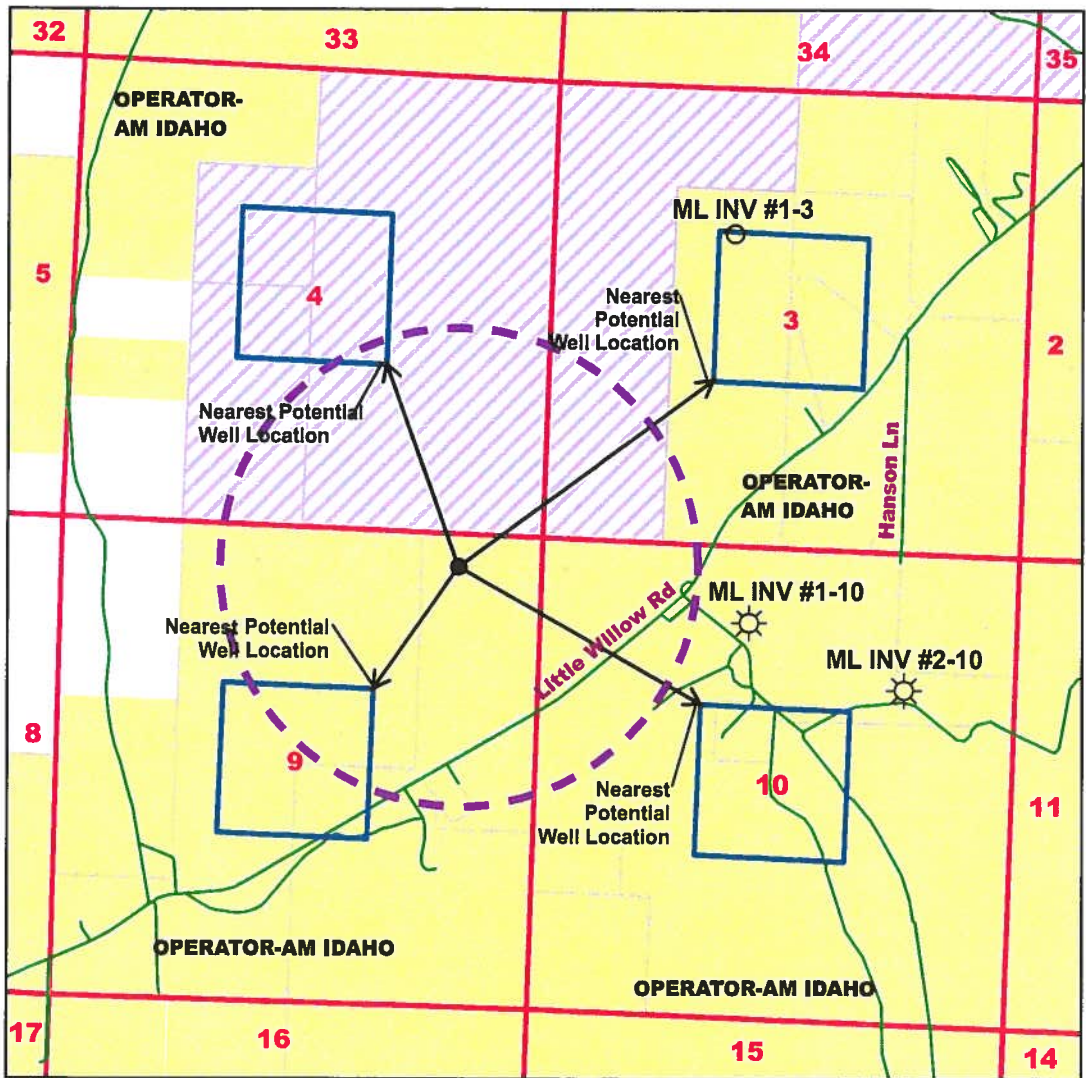 32
33
34
35
OPERATOR-
AM IDAHO
ML INV #1-3
5
4
Nearest
Potential
Well Location
3
2
Nearest Potential
Well Location
OPERATOR-
AM IDAHO
Hanson Ln
Little Willow Rd
ML INV #1-10
Nearest Potential
Well Location
ML INV #2-10
8
9
10
Nearest
Potential
Well Location
11
OPERATOR-AM IDAHO
OPERATOR-AM IDAHO
17
16
15
14